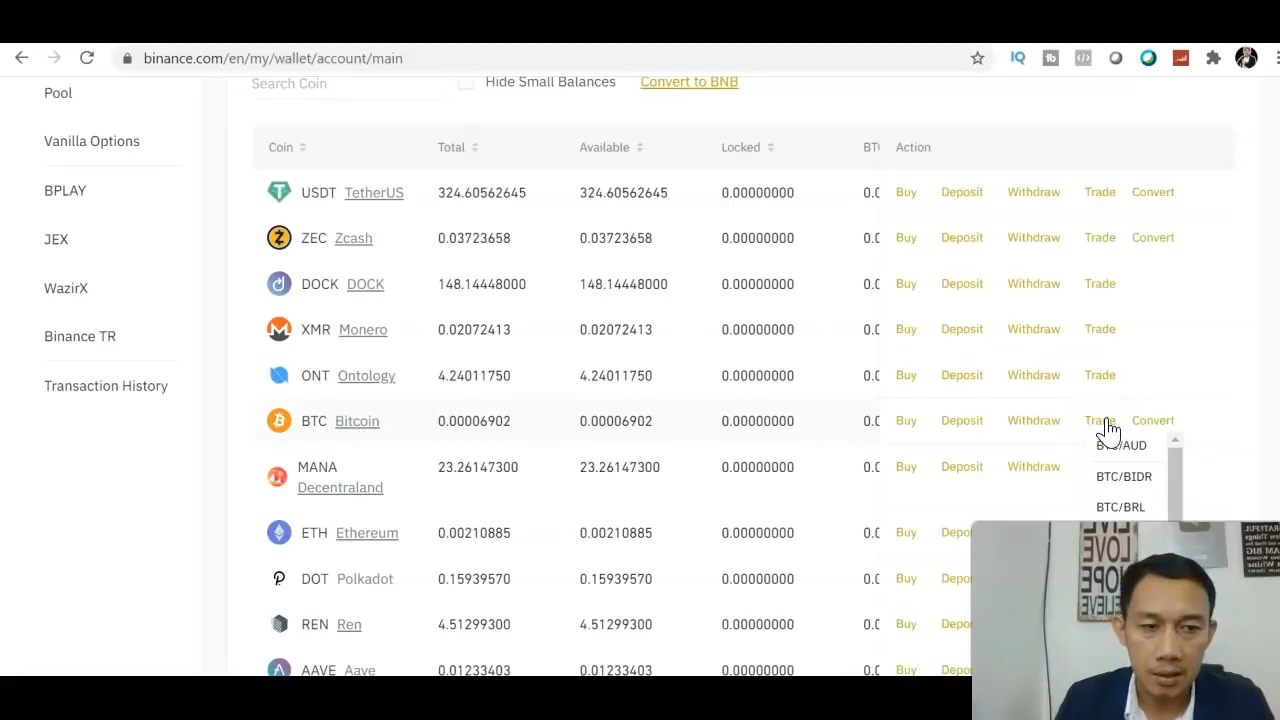 binance.com/en/my/wallet/account/main
Pool
Vanilla Options
BPLAY
JEX
WazirX
Binance TR
Transaction History
Search Coin
Hide Small Balances
Convert to BNB
Coin Total Available Locked Action
USDT TetherUS 324.60562645 324.60562645 0.00000000 Buy Deposit Withdraw Trade Convert
ZEC Zcash 0.03723658 0.03723658 0.00000000 Buy Deposit Withdraw Trade Convert
DOCK DOCK 148.14448000 148.14448000 0.00000000 Buy Deposit Withdraw Trade
XMR Monero 0.02072413 0.02072413 0.00000000 Buy Deposit Withdraw Trade
ONT Ontology 4.24011750 4.24011750 0.00000000 Buy Deposit Withdraw Trade
BTC Bitcoin 0.00006902 0.00006902 0.00000000 Buy Deposit Withdraw Trade Convert
BTC/AUD
BTC/BIDR
BTC/BRL
MANA 23.26147300 23.26147300 0.00000000 Buy Deposit Withdraw
Decentraland
ETH Ethereum 0.00210885 0.00210885 0.00000000 Buy
DOT Polkadot 0.15939570 0.15939570 0.00000000 Buy
REN Ren 4.51299300 4.51299300 0.00000000 Buy
AAVE Aave 0.01233403 0.01233403 0.00000000 Buy
LOVE